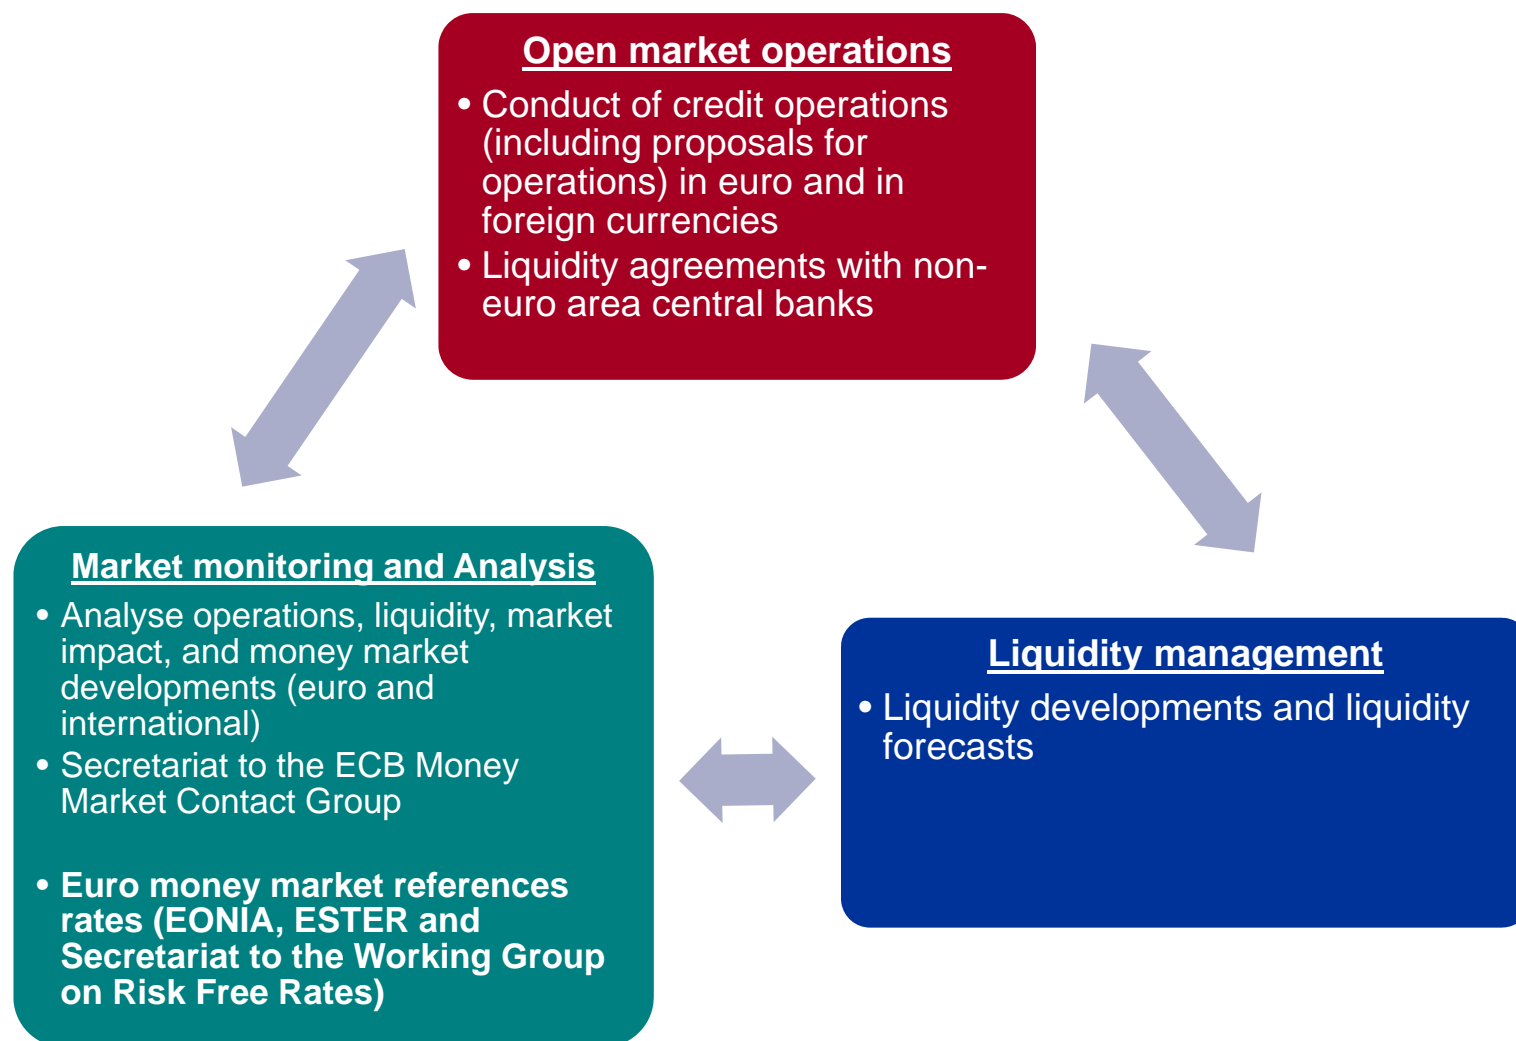 Open market operations
• Conduct of credit operations
(including proposals for
operations) in euro and in
foreign currencies
• Liquidity agreements with non-
euro area central banks
Market monitoring and Analysis
• Analyse operations, liquidity, market
impact, and money market
developments (euro and
international)
• Secretariat to the ECB Money
Market Contact Group
• Euro money market references
rates (EONIA, ESTER and
Secretariat to the Working Group
on Risk Free Rates)
Liquidity management
• Liquidity developments and liquidity
forecasts